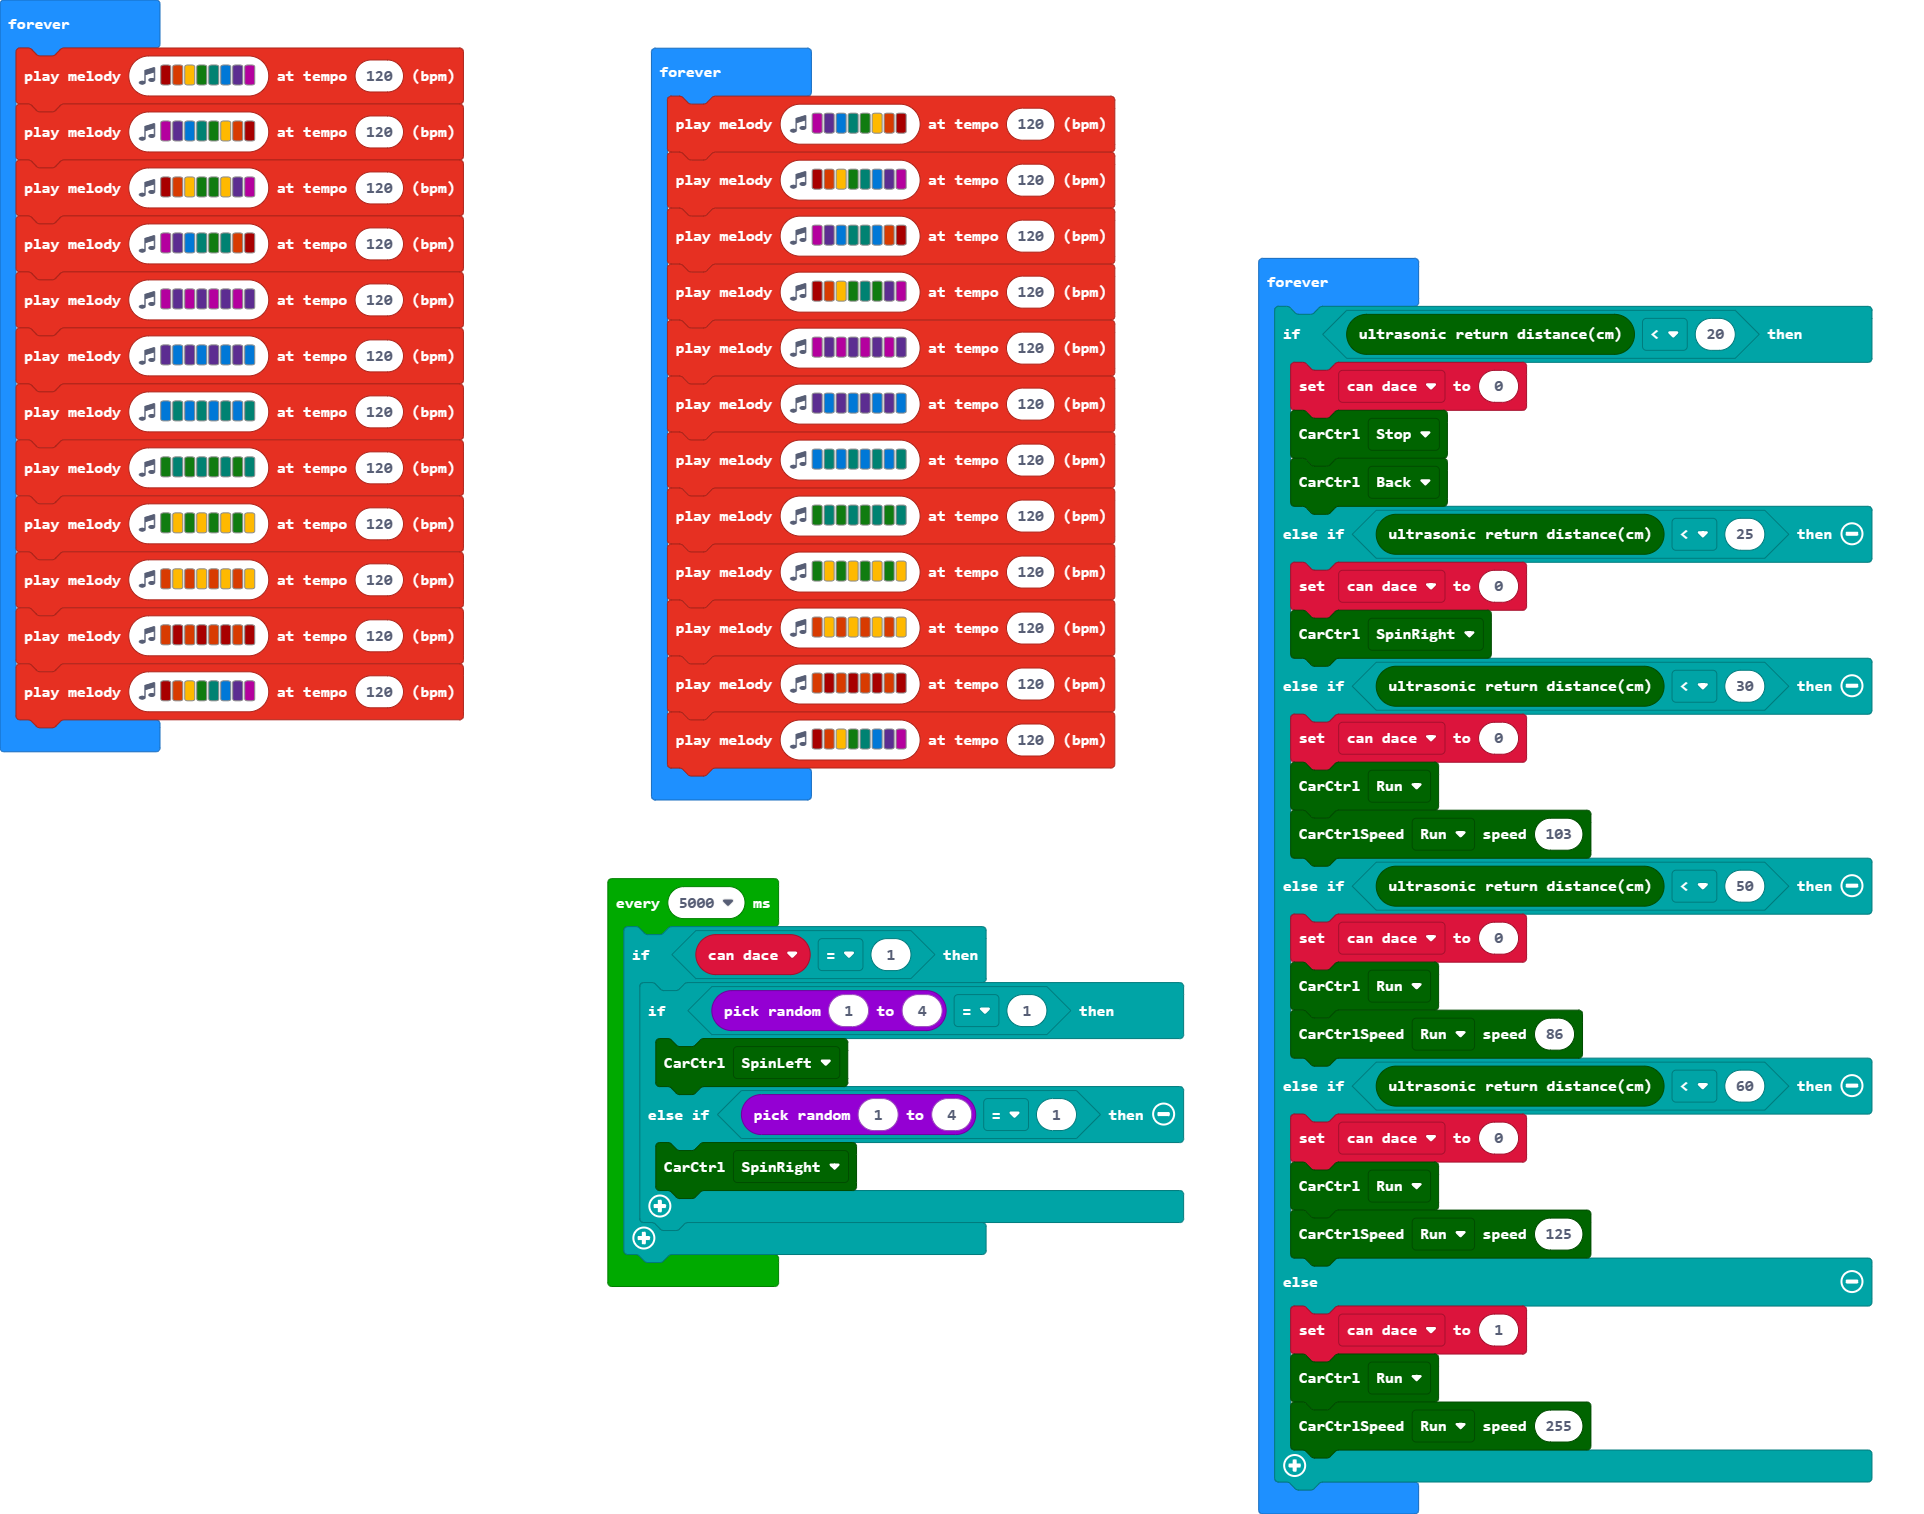 forever
play melody at tempo 120 (bpm)
play melody at tempo 120 (bpm)
play melody at tempo 120 (bpm)
play melody at tempo 120 (bpm)
play melody at tempo 120 (bpm)
play melody at tempo 120 (bpm)
play melody at tempo 120 (bpm)
play melody at tempo 120 (bpm)
play melody at tempo 120 (bpm)
play melody at tempo 120 (bpm)
play melody at tempo 120 (bpm)
play melody at tempo 120 (bpm)
forever
play melody at tempo 120 (bpm)
play melody at tempo 120 (bpm)
play melody at tempo 120 (bpm)
play melody at tempo 120 (bpm)
play melody at tempo 120 (bpm)
play melody at tempo 120 (bpm)
play melody at tempo 120 (bpm)
play melody at tempo 120 (bpm)
play melody at tempo 120 (bpm)
play melody at tempo 120 (bpm)
play melody at tempo 120 (bpm)
play melody at tempo 120 (bpm)
every 5000 ms
if can dace = 1 then
if pick random 1 to 4 = 1 then
CarCtrl SpinLeft
else if pick random 1 to 4 = 1 then
CarCtrl SpinRight
forever
if ultrasonic return distance(cm) < 20 then
set can dace to 0
CarCtrl Stop
CarCtrl Back
else if ultrasonic return distance(cm) < 25 then
set can dace to 0
CarCtrl SpinRight
else if ultrasonic return distance(cm) < 30 then
set can dace to 0
CarCtrl Run
CarCtrlSpeed Run speed 103
else if ultrasonic return distance(cm) < 50 then
set can dace to 0
CarCtrl Run
CarCtrlSpeed Run speed 86
else if ultrasonic return distance(cm) < 60 then
set can dace to 0
CarCtrl Run
CarCtrlSpeed Run speed 125
else
set can dace to 1
CarCtrl Run
CarCtrlSpeed Run speed 255